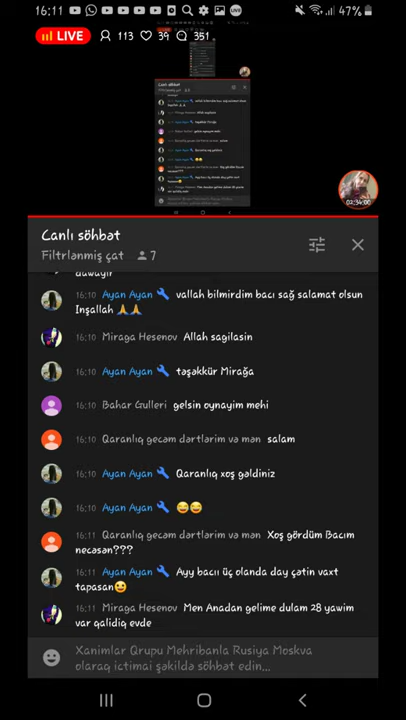 16:11
LIVE
47%
LIVE 113 39 351
02:34:00
Canlı söhbət
Filtrlənmiş çat 7
16:10 Ayan Ayan vallah bilmirdim bacı sağ salamat olsun
Inşallah 🙏🙏
16:10 Miraga Hesenov Allah sagilasin
16:10 Ayan Ayan təşəkkür Mirağa
16:10 Bahar Gulleri gelsin oynayim mehi
16:10 Qaranlıq gecəm dərtlərim və mən salam
16:10 Ayan Ayan Qaranlıq xoş gəldiniz
16:10 Ayan Ayan 😂😂
16:11 Qaranlıq gecəm dərtlərim və mən Xoş gördüm Bacım
necəsən???
16:11 Ayan Ayan Ayy bacıı üç olanda day çətin vaxt
tapasan😉
16:11 Miraga Hesenov Men Anadan gelime dulam 28 yawim
var qalidiq evde
Xanimlar Qrupu Mehribanla Rusiya Moskva
olaraq ictimai şəkildə söhbət edin...